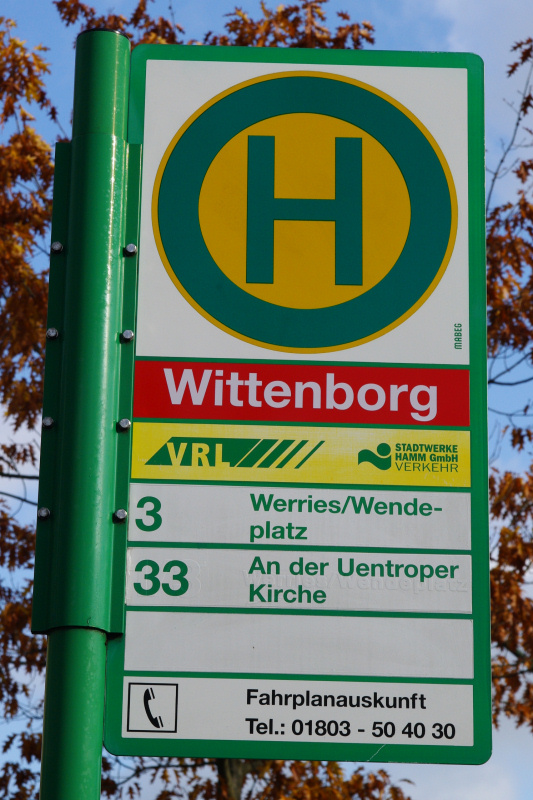 H
MABEG
Wittenborg
VRL
STADTWERKE
HAMM GmbH
VERKEHR
3 Werries/Wende-
platz
33 An der Uentroper
Kirche
Fahrplanauskunft
Tel.: 01803 - 50 40 30